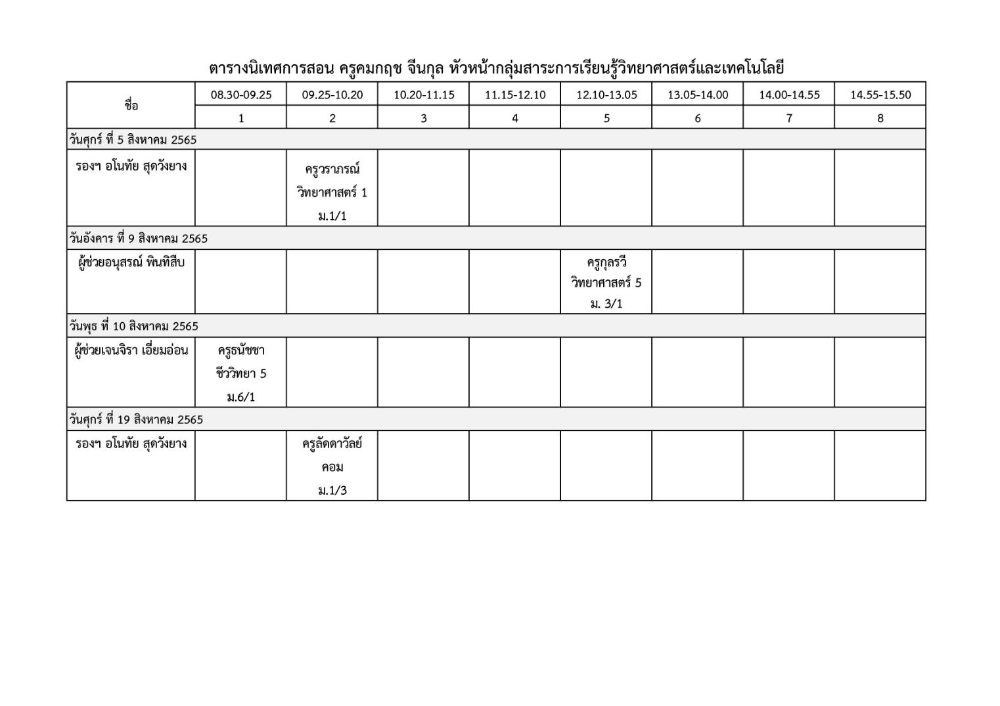 ตารางนิเทศการสอน ครูคมกฤช จีนกุล หัวหน้ากลุ่มสาระการเรียนรู้วิทยาศาสตร์และเทคโนโลยี
ชื่อ 08.30-09.25 09.25-10.20 10.20-11.15 11.15-12.10 12.10-13.05 13.05-14.00 14.00-14.55 14.55-15.50
1 2 3 4 5 6 7 8
วันศุกร์ ที่ 5 สิงหาคม 2565
รองฯ อโนทัย สุดวังยาง ครูวราภรณ์
วิทยาศาสตร์ 1
ม.1/1
วันอังคาร ที่ 9 สิงหาคม 2565
ผู้ช่วยอนุสรณ์ พินทิสืบ ครูกุลรวี
วิทยาศาสตร์ 5
ม. 3/1
วันพุธ ที่ 10 สิงหาคม 2565
ผู้ช่วยเจนจิรา เอี่ยมอ่อน ครูธนัชชา
ชีววิทยา 5
ม.6/1
วันศุกร์ ที่ 19 สิงหาคม 2565
รองฯ อโนทัย สุดวังยาง ครูลัดดาวัลย์
คอม
ม.1/3